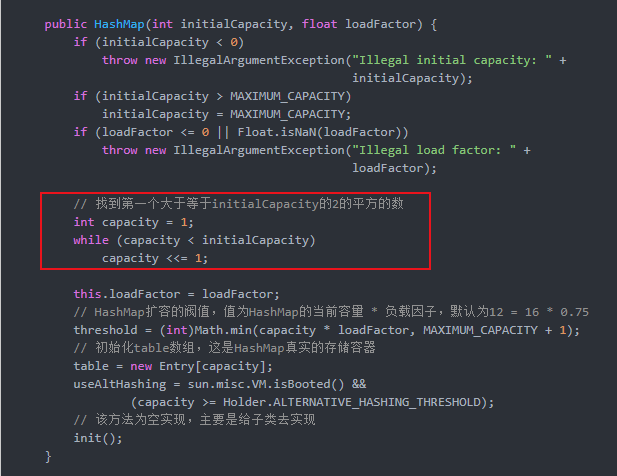 public HashMap(int initialCapacity, float loadFactor) {
if (initialCapacity < 0)
throw new IllegalArgumentException("Illegal initial capacity: " +
initialCapacity);
if (initialCapacity > MAXIMUM_CAPACITY)
initialCapacity = MAXIMUM_CAPACITY;
if (loadFactor <= 0 || Float.isNaN(loadFactor))
throw new IllegalArgumentException("Illegal load factor: " +
loadFactor);
// 找到第一个大于等于initialCapacity的2的平方的数
int capacity = 1;
while (capacity < initialCapacity)
capacity <<= 1;
this.loadFactor = loadFactor;
// HashMap扩容的阀值，值为HashMap的当前容量 * 负载因子，默认为12 = 16 * 0.75
threshold = (int)Math.min(capacity * loadFactor, MAXIMUM_CAPACITY + 1);
// 初始化table数组，这是HashMap真实的存储容器
table = new Entry[capacity];
useAltHashing = sun.misc.VM.isBooted() &&
(capacity >= Holder.ALTERNATIVE_HASHING_THRESHOLD);
// 该方法为空实现，主要是给子类去实现
init();
}